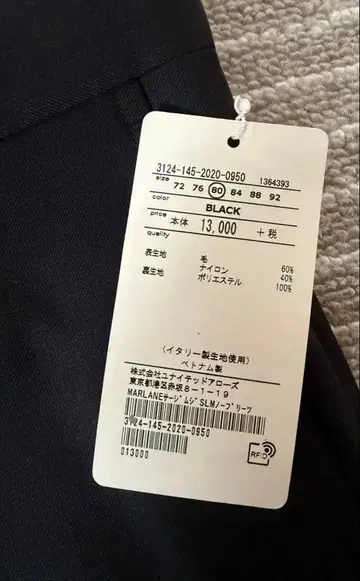 3124-145-2020-0950 1364393
size 72 76 80 84 88 92
color BLACK
price 本体 13,000 +税
quality
表生地 毛 60%
ナイロン 40%
裏生地 ポリエステル 100%
(イタリー製生地使用)
ベトナム製
株式会社ユナイテッドアローズ
東京都港区赤坂8-1-19
MARLANEサージムジSLMノープリーツ
3124-145-2020-0950
013000
RFID